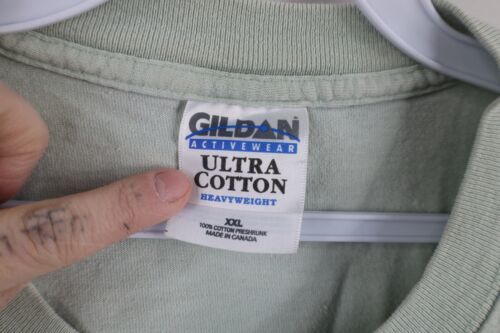 GILDAN
ACTIVEWEAR
ULTRA
COTTON
HEAVYWEIGHT
XXL
100% COTTON PRESHRUNK
MADE IN CANADA